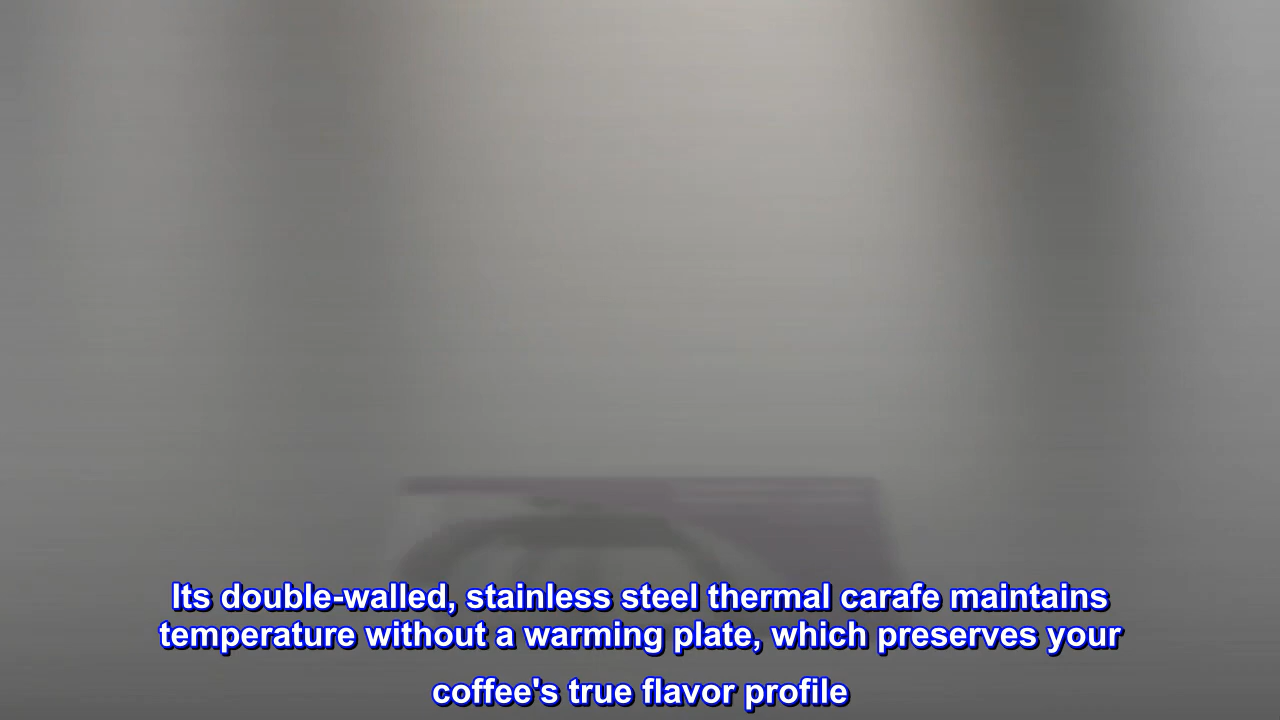 Its double-walled, stainless steel thermal carafe maintains
temperature without a warming plate, which preserves your
coffee's true flavor profile